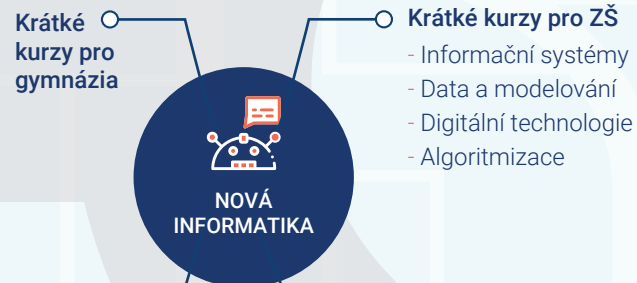 Krátké
kurzy pro
gymnázia
Krátké kurzy pro ZŠ
- Informační systémy
- Data a modelování
- Digitální technologie
- Algoritmizace
NOVÁ
INFORMATIKA